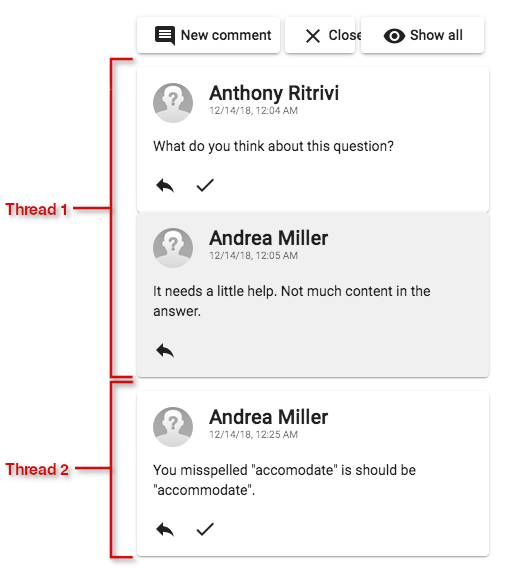 New comment Close Show all
Anthony Ritrivi
12/14/18, 12:04 AM
What do you think about this question?
Thread 1
Andrea Miller
12/14/18, 12:05 AM
It needs a little help. Not much content in the
answer.
Andrea Miller
12/14/18, 12:25 AM
Thread 2
You misspelled "accomodate" is should be
"accommodate".